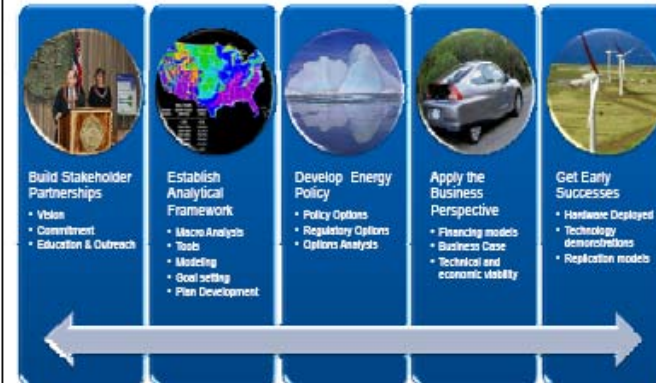 Build Stakeholder
Partnerships
• Vision
• Commitment
• Education & Outreach
Establish
Analytical
Framework
• Macro Analysis
• Tools
• Modeling
• Goal setting
• Plan Development
Develop Energy
Policy
• Policy Options
• Regulatory Options
• Options Analysis
Apply the
Business
Perspective
• Financing models
• Business Case
• Technical and
economic viability
Get Early
Successes
• Hardware Deployed
• Technology
demonstrations
• Replication models